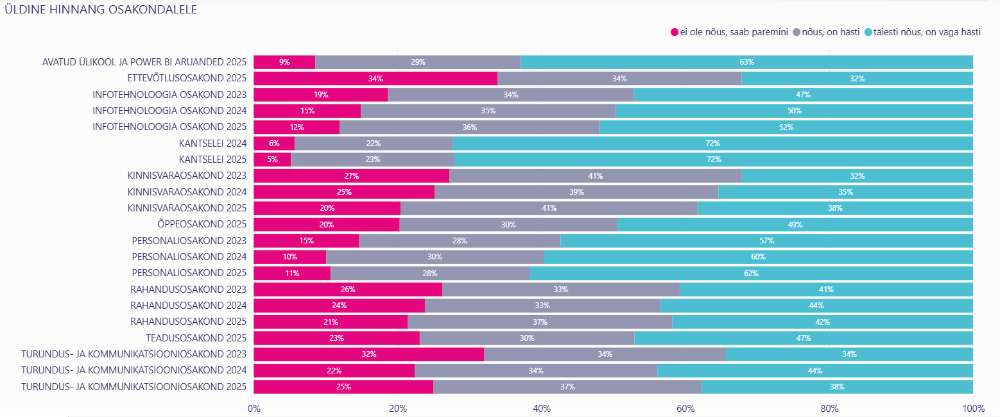 ÜLDINE HINNANG OSAKONDALELE
ei ole nõus, saab paremini nõus, on hästi täiesti nõus, on väga hästi
AVATUD ÜLIKOOL JA POWER BI ARUANDED 2025 9% 29% 63%
ETTEVÕTLUSOSAKOND 2025 34% 34% 32%
INFOTEHNOLOOGIA OSAKOND 2023 19% 34% 47%
INFOTEHNOLOOGIA OSAKOND 2024 15% 35% 50%
INFOTEHNOLOOGIA OSAKOND 2025 12% 36% 52%
KANTSELEI 2024 6% 22% 72%
KANTSELEI 2025 5% 23% 72%
KINNISVARAOSAKOND 2023 27% 41% 32%
KINNISVARAOSAKOND 2024 25% 39% 35%
KINNISVARAOSAKOND 2025 20% 41% 38%
ÕPPEOSAKOND 2025 20% 30% 49%
PERSONALIOSAKOND 2023 15% 28% 57%
PERSONALIOSAKOND 2024 10% 30% 60%
PERSONALIOSAKOND 2025 11% 28% 62%
RAHANDUSOSAKOND 2023 26% 33% 41%
RAHANDUSOSAKOND 2024 24% 33% 44%
RAHANDUSOSAKOND 2025 21% 37% 42%
TEADUSOSAKOND 2025 23% 30% 47%
TURUNDUS- JA KOMMUNIKATSIOONIOSAKOND 2023 32% 34% 34%
TURUNDUS- JA KOMMUNIKATSIOONIOSAKOND 2024 22% 34% 44%
TURUNDUS- JA KOMMUNIKATSIOONIOSAKOND 2025 25% 37% 38%
0% 20% 40% 60% 80% 100%